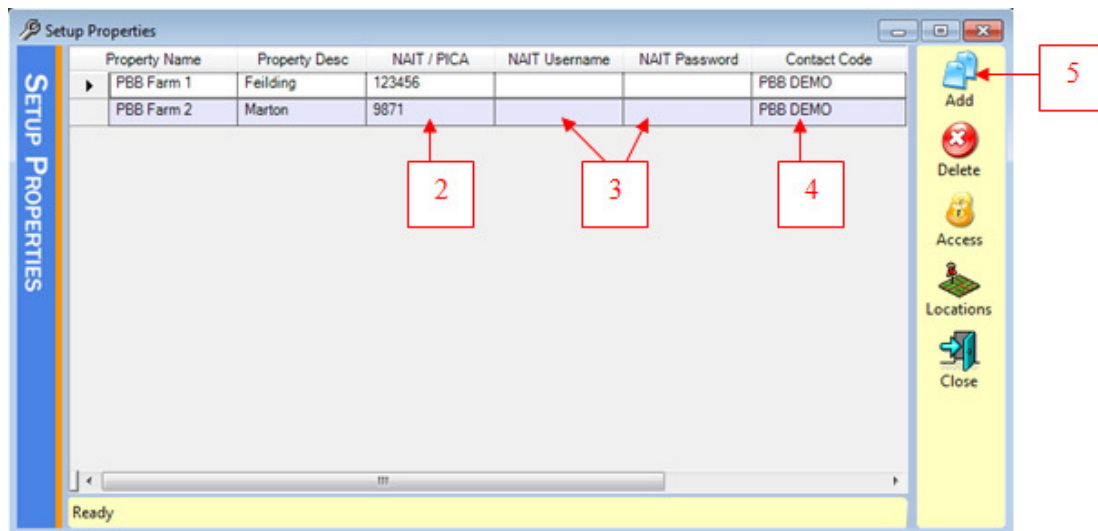 Setup Properties
SETUP PROPERTIES
Property Name Property Desc NAIT / PICA NAIT Username NAIT Password Contact Code
PBB Farm 1 Feilding 123456 PBB DEMO
PBB Farm 2 Marton 9871 PBB DEMO
2 3 4 5
Add
Delete
Access
Locations
Close
Ready